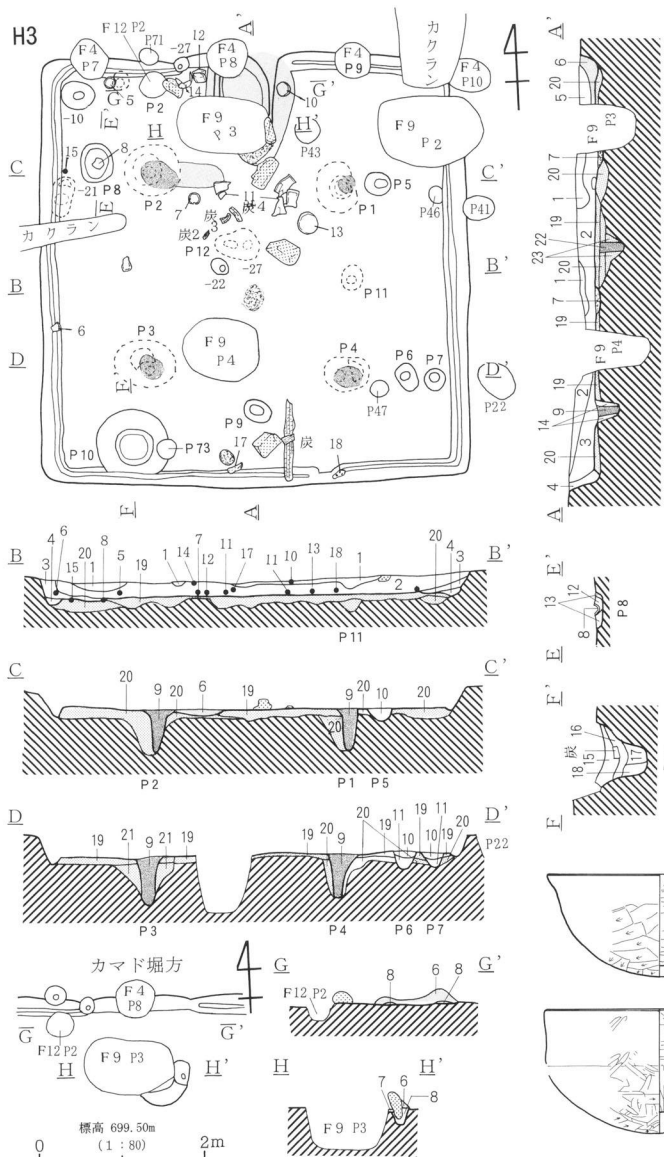 H3
F12 P2
P71
-27
12
A'
F4 P8
F4 P7
F4 P9
カクラン
F4 P10
4
G
5
P2
14
10
G'
-10
E'
H
F9 P3
H'
P43
F9 P2
C
15
8
-21
P8
E
P2
7
11
炭4
炭3
炭2
P1
P5
P46
C'
P41
カクラン
P12
13
-27
-22
B
P11
B'
6
P3
F9 P4
P4
P6
P7
D
F'
P47
D'
P22
P9
P10
P73
17
炭
18
F
A
B
4 6 8 7 11 10 13 18 20 4
3 15 20 1 5 19 1 14 12 11 17 11 1 2 3
B'
P11
C
20 9 20 6 19 9 20 10 20
20
C'
P2
P1 P5
D
19 21 9 21 19
19 20 9 20 19 11 19 10 11 10 19 20
D'
P22
P3
P4
P6 P7
カマド堀方
4
F4 P8
G
G'
F12 P2
H
F9 P3
H'
G
G'
F12 P2
8 6 8
H
H'
7 6 8
F9 P3
標高 699.50m
(1:80)
0 2m
A'
6
20
5
F9 P3
7
20
1
19
2
22
23
20
1
7
19
F9 P4
19
2
9
14
3
20
4
A
E'
12
13
8
P8
E
F'
16
炭
15
17
18
F